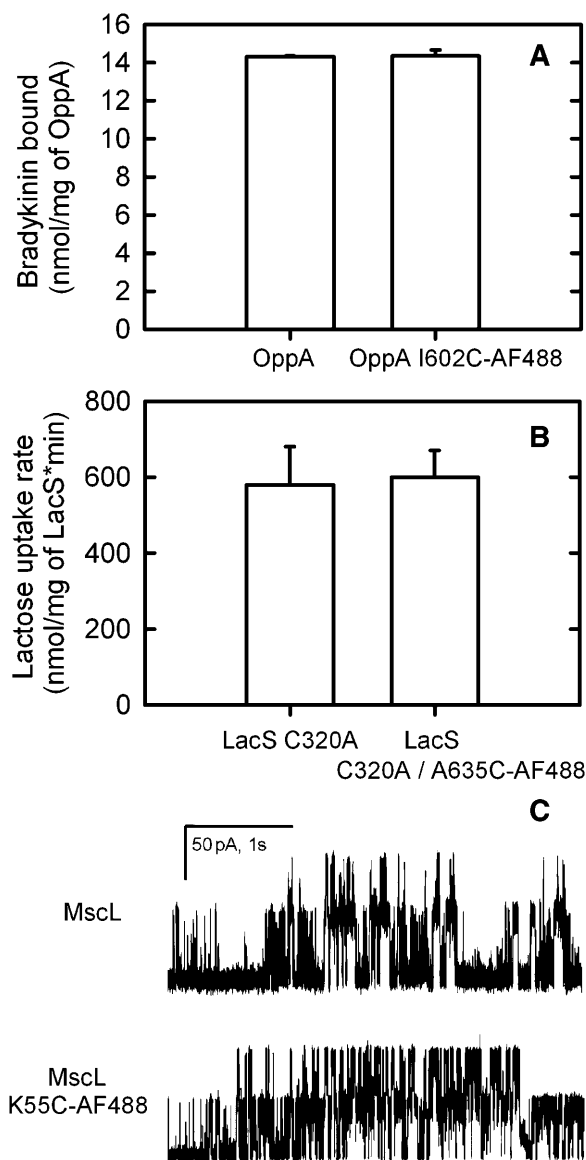 A
Bradykinin bound
(nmol/mg of OppA)
16
14
12
10
8
6
4
2
0
OppA
OppA I602C-AF488
B
Lactose uptake rate
(nmol/mg of LacS*min)
800
600
400
200
0
LacS C320A
LacS
C320A / A635C-AF488
C
50 pA, 1s
MscL
MscL
K55C-AF488